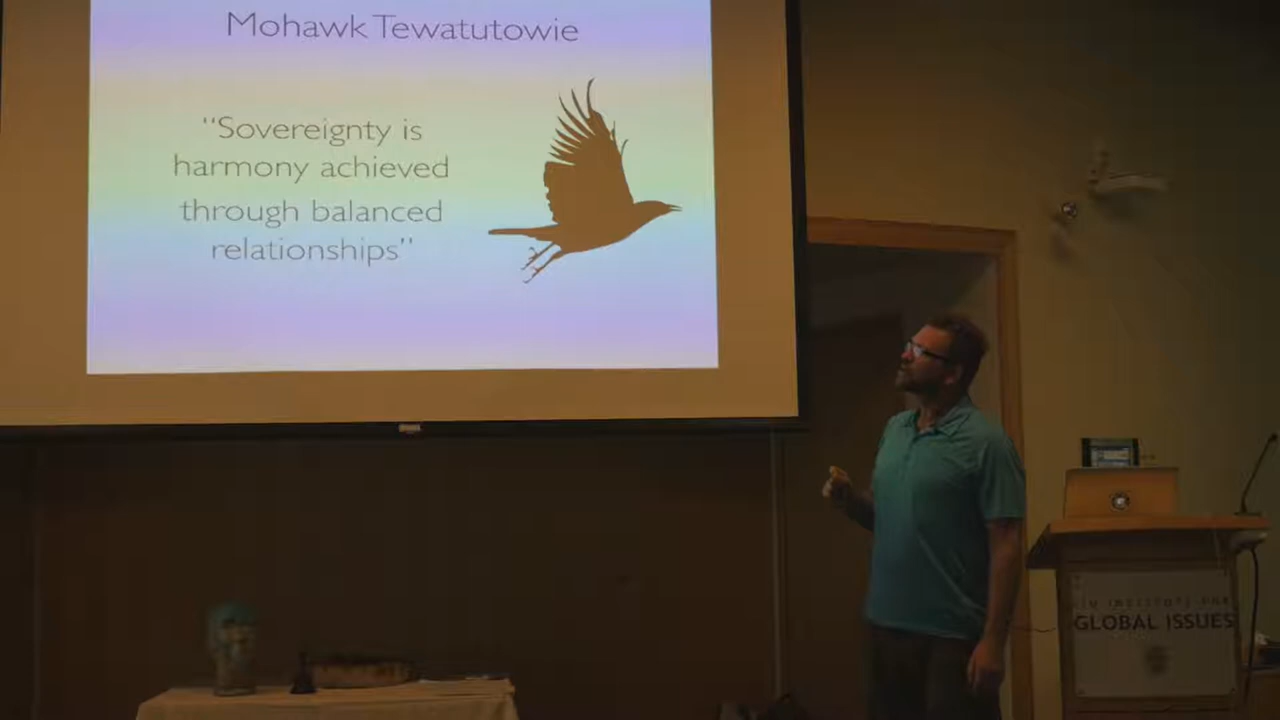 Mohawk Tewatutowie
“Sovereignty is
harmony achieved
through balanced
relationships”
GLOBAL ISSUES